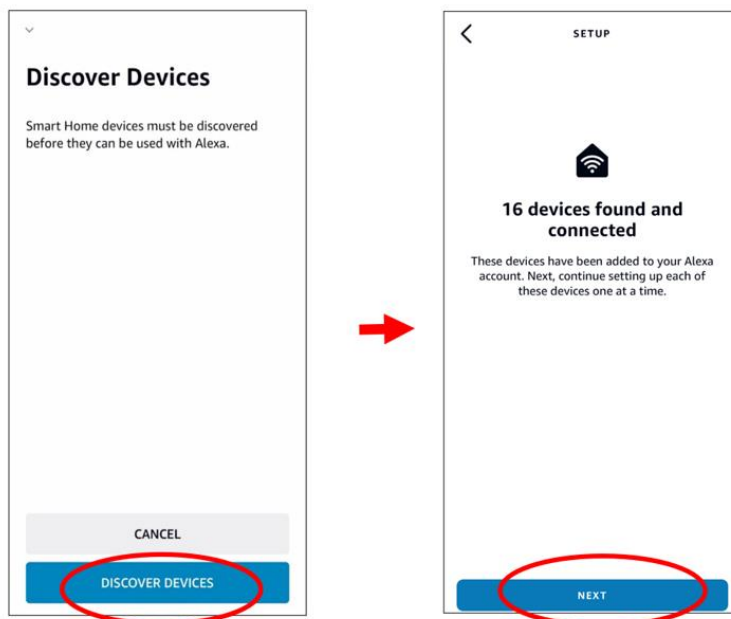 Discover Devices
Smart Home devices must be discovered
before they can be used with Alexa.
CANCEL
DISCOVER DEVICES
SETUP
16 devices found and
connected
These devices have been added to your Alexa
account. Next, continue setting up each of
these devices one at a time.
NEXT